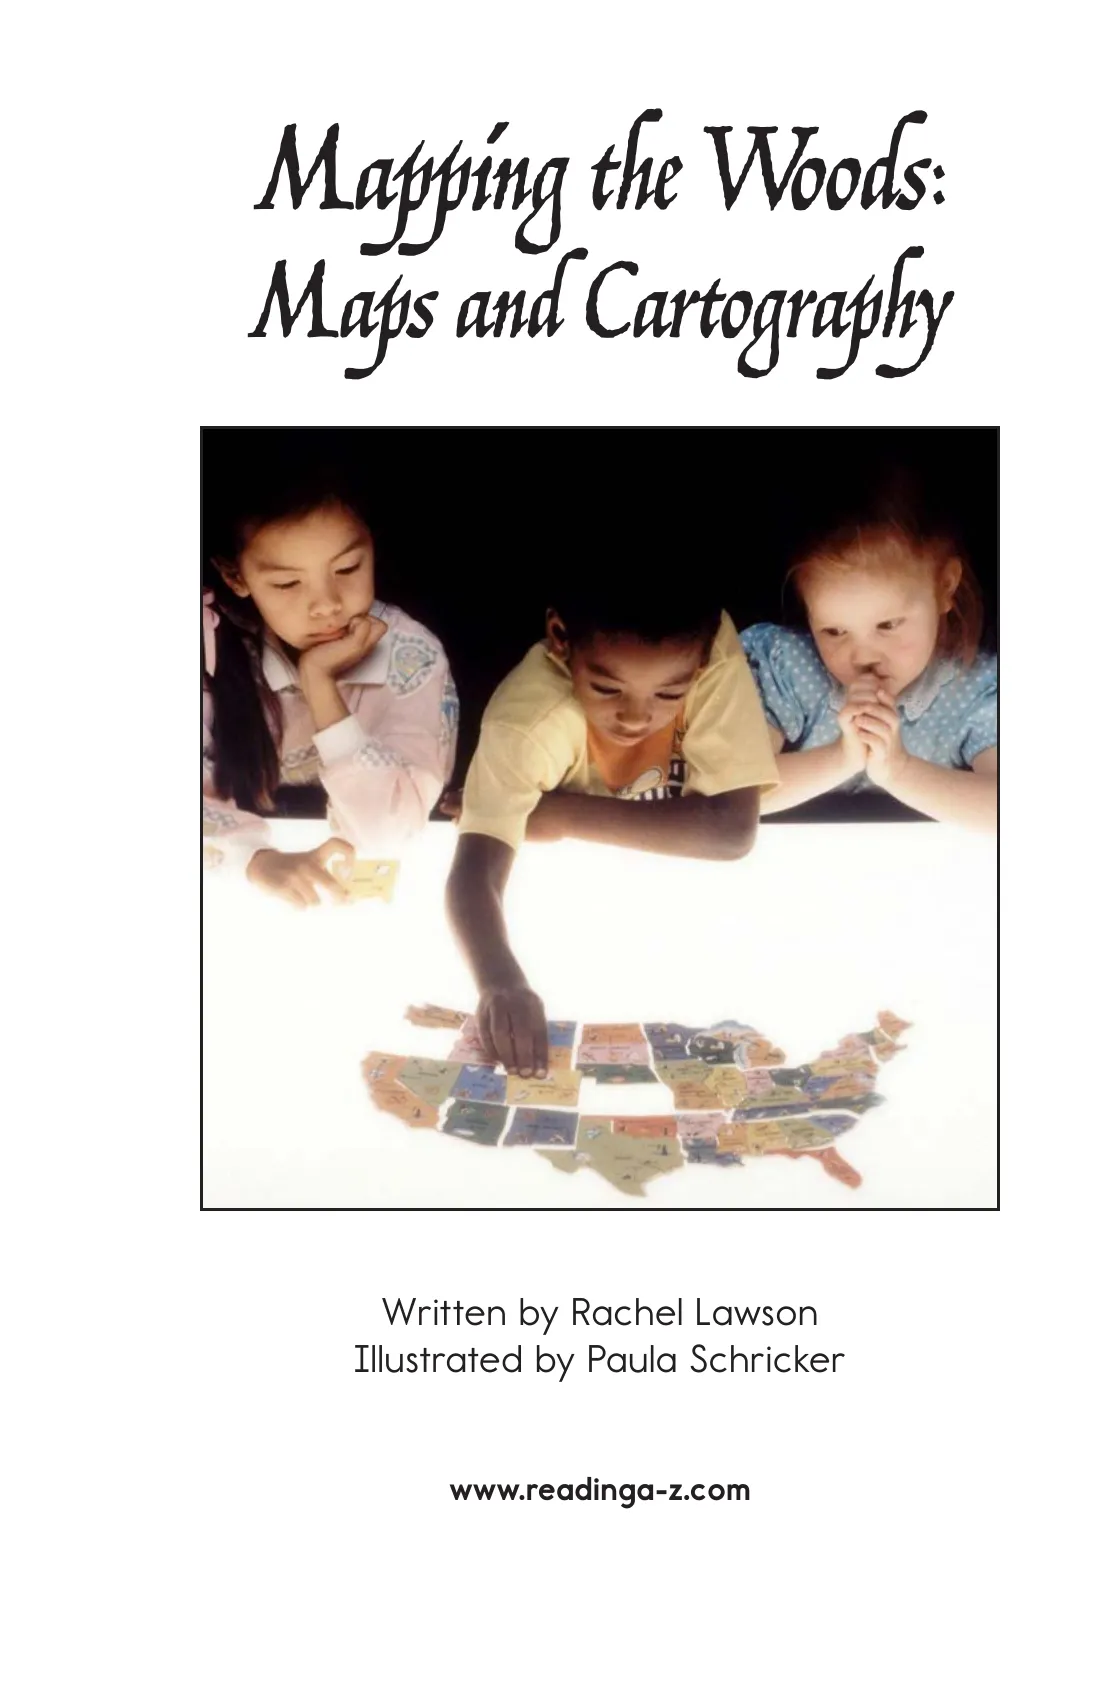 Mapping the Woods:
Maps and Cartography
Written by Rachel Lawson
Illustrated by Paula Schricker
www.readinga-z.com